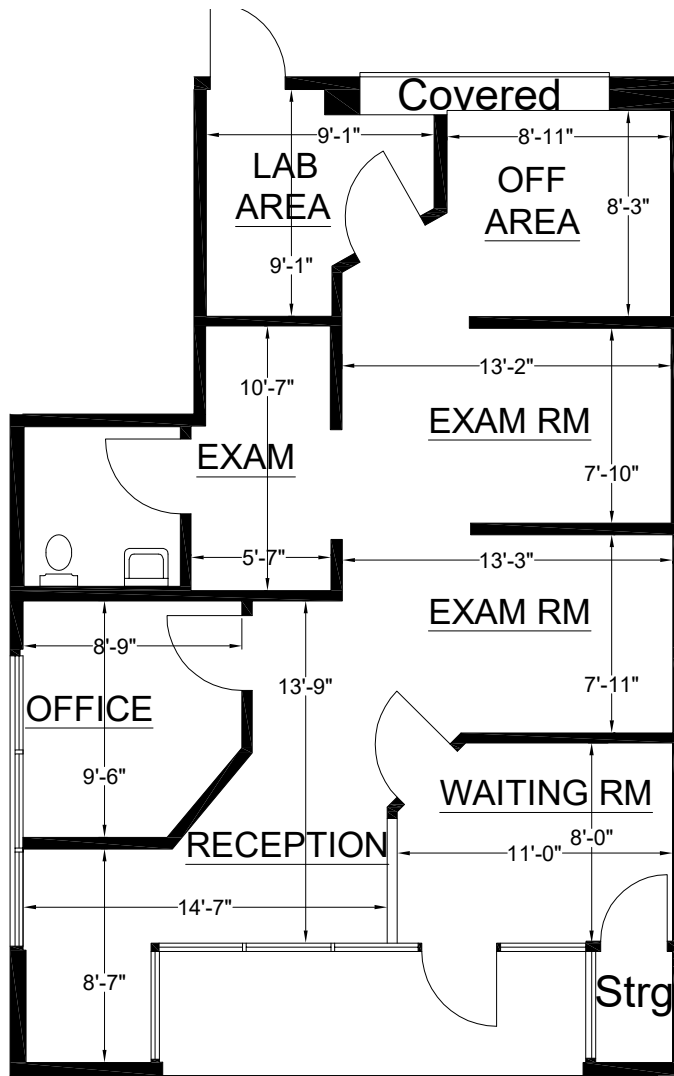 Covered
9'-1"
8'-11"
LAB
AREA
OFF
AREA
8'-3"
9'-1"
13'-2"
10'-7"
EXAM RM
EXAM
7'-10"
5'-7"
13'-3"
EXAM RM
8'-9"
13'-9"
7'-11"
OFFICE
9'-6"
WAITING RM
RECEPTION
8'-0"
11'-0"
14'-7"
8'-7"
Strg